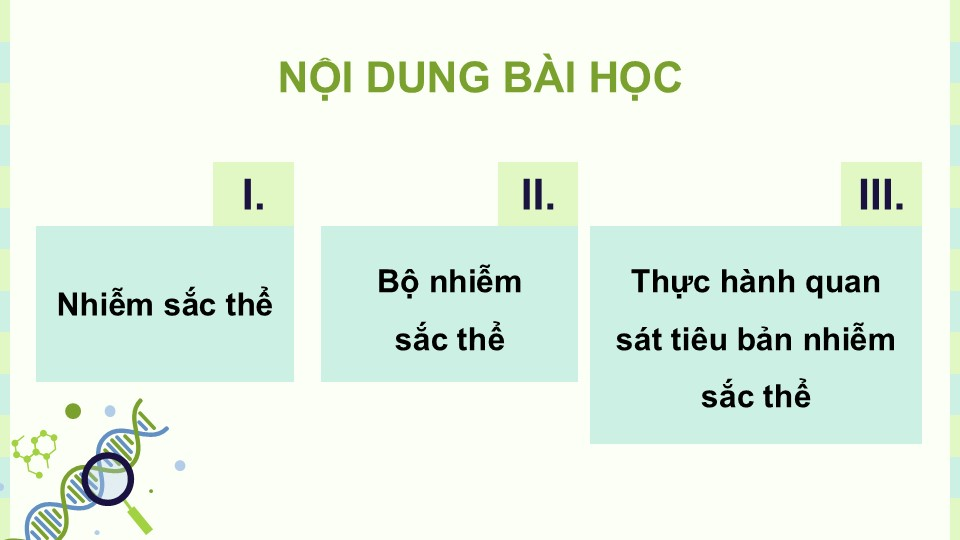 NỘI DUNG BÀI HỌC
I.
Nhiễm sắc thể
II.
Bộ nhiễm
sắc thể
III.
Thực hành quan
sát tiêu bản nhiễm
sắc thể